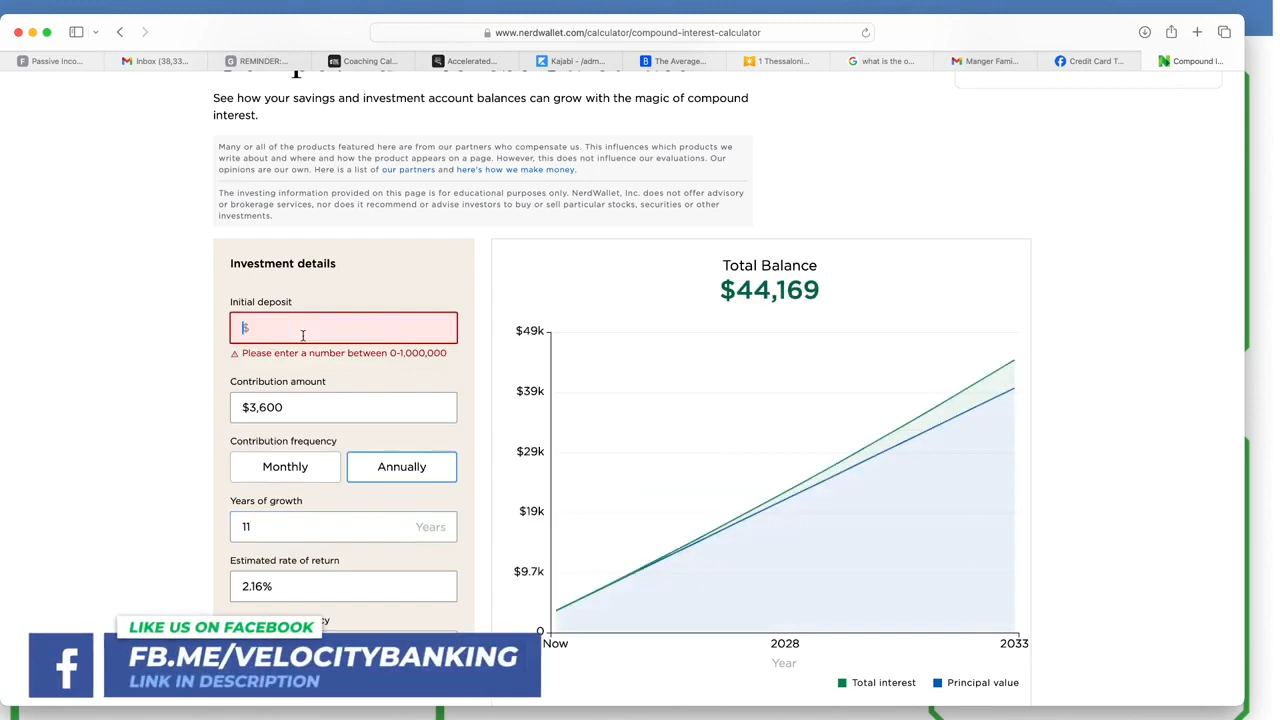 www.nerdwallet.com/calculator/compound-interest-calculator
Passive Inco...
Inbox (38,33...
REMINDER:...
Coaching Cal...
Accelerated...
Kajabi - /adm...
The Average...
1 Thessaloni...
what is the o...
Manger Fami...
Credit Card T...
Compound I...
See how your savings and investment account balances can grow with the magic of compound
interest.
Many or all of the products featured here are from our partners who compensate us. This influences which products we
write about and where and how the product appears on a page. However, this does not influence our evaluations. Our
opinions are our own. Here is a list of our partners and here's how we make money.
The investing information provided on this page is for educational purposes only. NerdWallet, Inc. does not offer advisory
or brokerage services, nor does it recommend or advise investors to buy or sell particular stocks, securities or other
investments.
Investment details
Initial deposit
$
Please enter a number between 0-1,000,000
Contribution amount
$3,600
Contribution frequency
Monthly
Annually
Years of growth
11
Years
Estimated rate of return
2.16%
Total Balance
$44,169
$49k
$39k
$29k
$19k
$9.7k
0
Now
2028
2033
Year
Total interest
Principal value
LIKE US ON FACEBOOK
f
FB.ME/VELOCITYBANKING
LINK IN DESCRIPTION